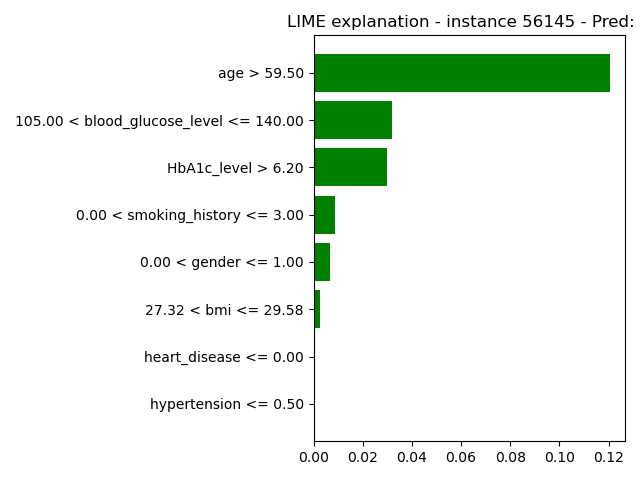 LIME explanation - instance 56145 - Pred:
age > 59.50
105.00 < blood_glucose_level <= 140.00
HbA1c_level > 6.20
0.00 < smoking_history <= 3.00
0.00 < gender <= 1.00
27.32 < bmi <= 29.58
heart_disease <= 0.00
hypertension <= 0.50
0.00 0.02 0.04 0.06 0.08 0.10 0.12